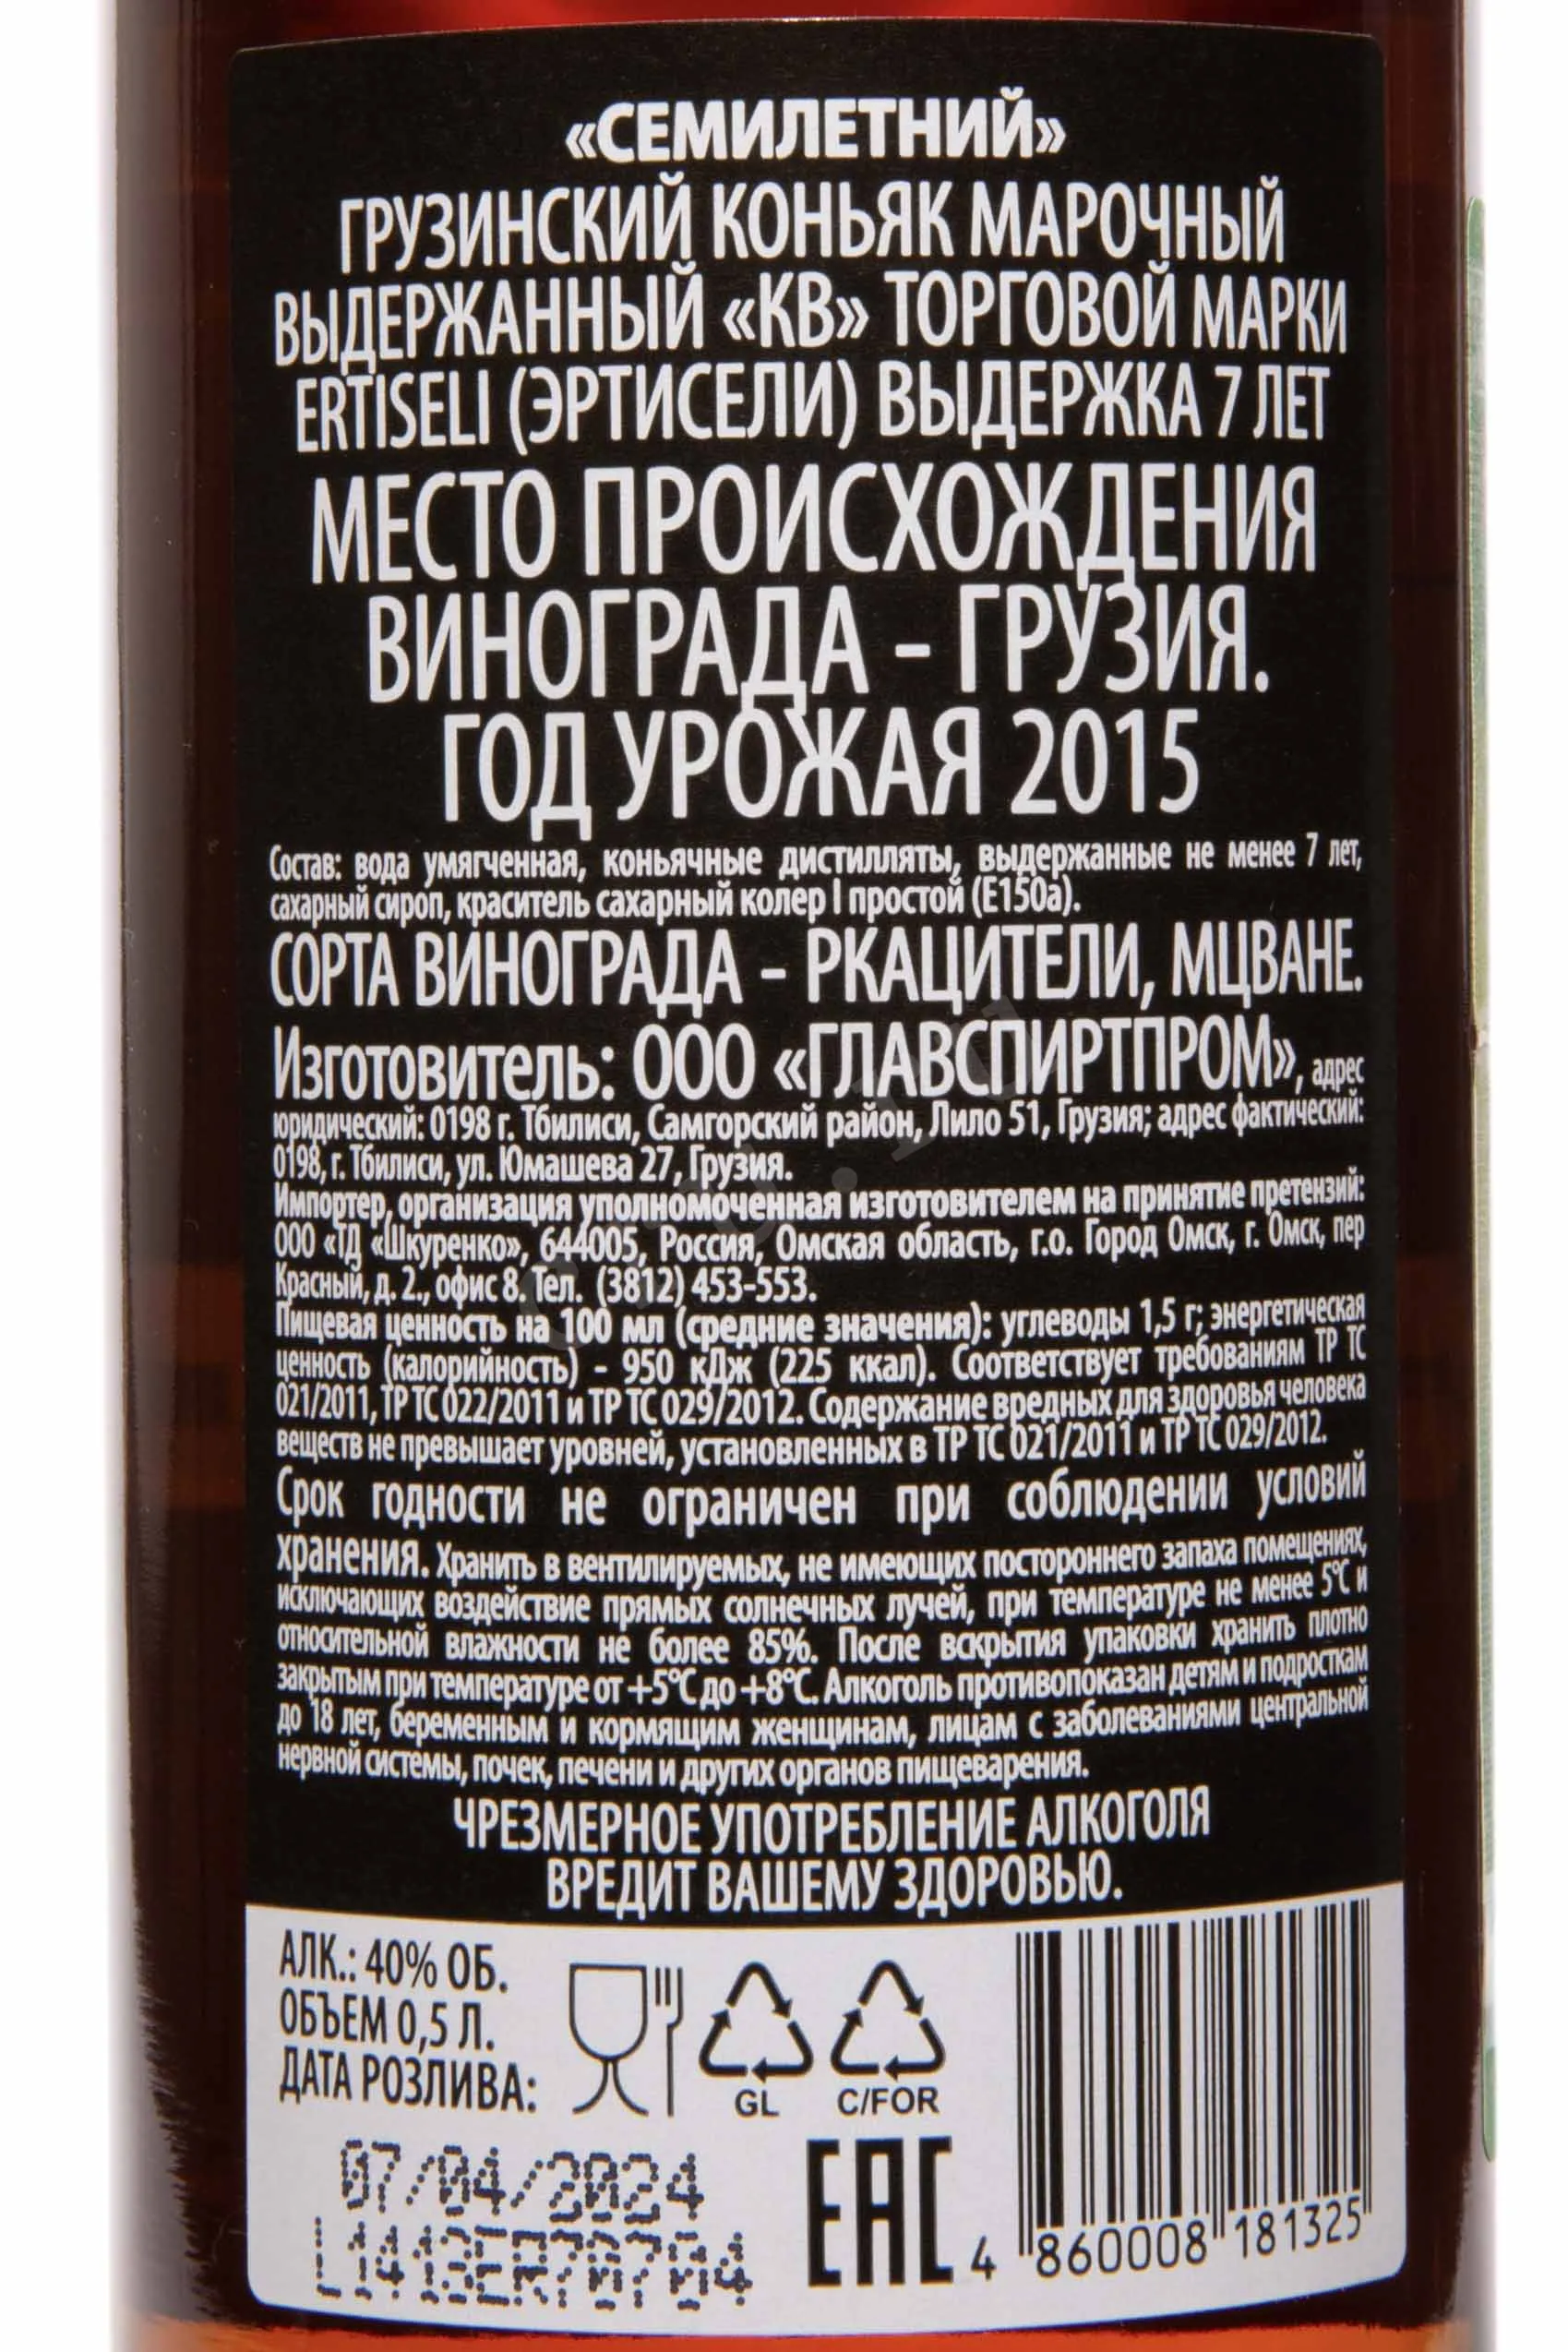 «СЕМИЛЕТНИЙ»
ГРУЗИНСКИЙ КОНЬЯК МАРОЧНЫЙ
ВЫДЕРЖАННЫЙ «КВ» ТОРГОВОЙ МАРКИ
ERTISELI (ЭРТИСЕЛИ) ВЫДЕРЖКА 7 ЛЕТ
МЕСТО ПРОИСХОЖДЕНИЯ
ВИНОГРАДА - ГРУЗИЯ.
ГОД УРОЖАЯ 2015
Состав: вода умягченная, коньячные дистилляты, выдержанные не менее 7 лет,
сахарный сироп, краситель сахарный колер I простой (Е150а).
СОРТА ВИНОГРАДА - РКАЦИТЕЛИ, МЦВАНЕ.
Изготовитель: ООО «ГЛАВСПИРТПРОМ», адрес
юридический: 0198 г. Тбилиси, Самгорский район, Лило 51, Грузия; адрес фактический:
0198, г. Тбилиси, ул. Юмашева 27, Грузия.
Импортер, организация уполномоченная изготовителем на принятие претензий:
ООО «ТД «Шкуренко», 644005, Россия, Омская область, г.о. Город Омск, г. Омск, пер
Красный, д. 2., офис 8. Тел. (3812) 453-553.
Пищевая ценность на 100 мл (средние значения): углеводы 1,5 г; энергетическая
ценность (калорийность) - 950 кДж (225 ккал). Соответствует требованиям ТР ТС
021/2011, ТР ТС 022/2011 и ТР ТС 029/2012. Содержание вредных для здоровья человека
веществ не превышает уровней, установленных в ТР ТС 021/2011 и ТР ТС 029/2012.
Срок годности не ограничен при соблюдении условий
хранения. Хранить в вентилируемых, не имеющих постороннего запаха помещениях,
исключающих воздействие прямых солнечных лучей, при температуре не менее 5°С и
относительной влажности не более 85%. После вскрытия упаковки хранить плотно
закрытым при температуре от +5°С до +8°С. Алкоголь противопоказан детям и подросткам
до 18 лет, беременным и кормящим женщинам, лицам с заболеваниями центральной
нервной системы, почек, печени и других органов пищеварения.
ЧРЕЗМЕРНОЕ УПОТРЕБЛЕНИЕ АЛКОГОЛЯ
ВРЕДИТ ВАШЕМУ ЗДОРОВЬЮ.
АЛК.: 40% ОБ.
ОБЪЕМ 0,5 Л.
ДАТА РОЗЛИВА:
GL
C/FOR
07/04/2024
EAC
4 860008 181325